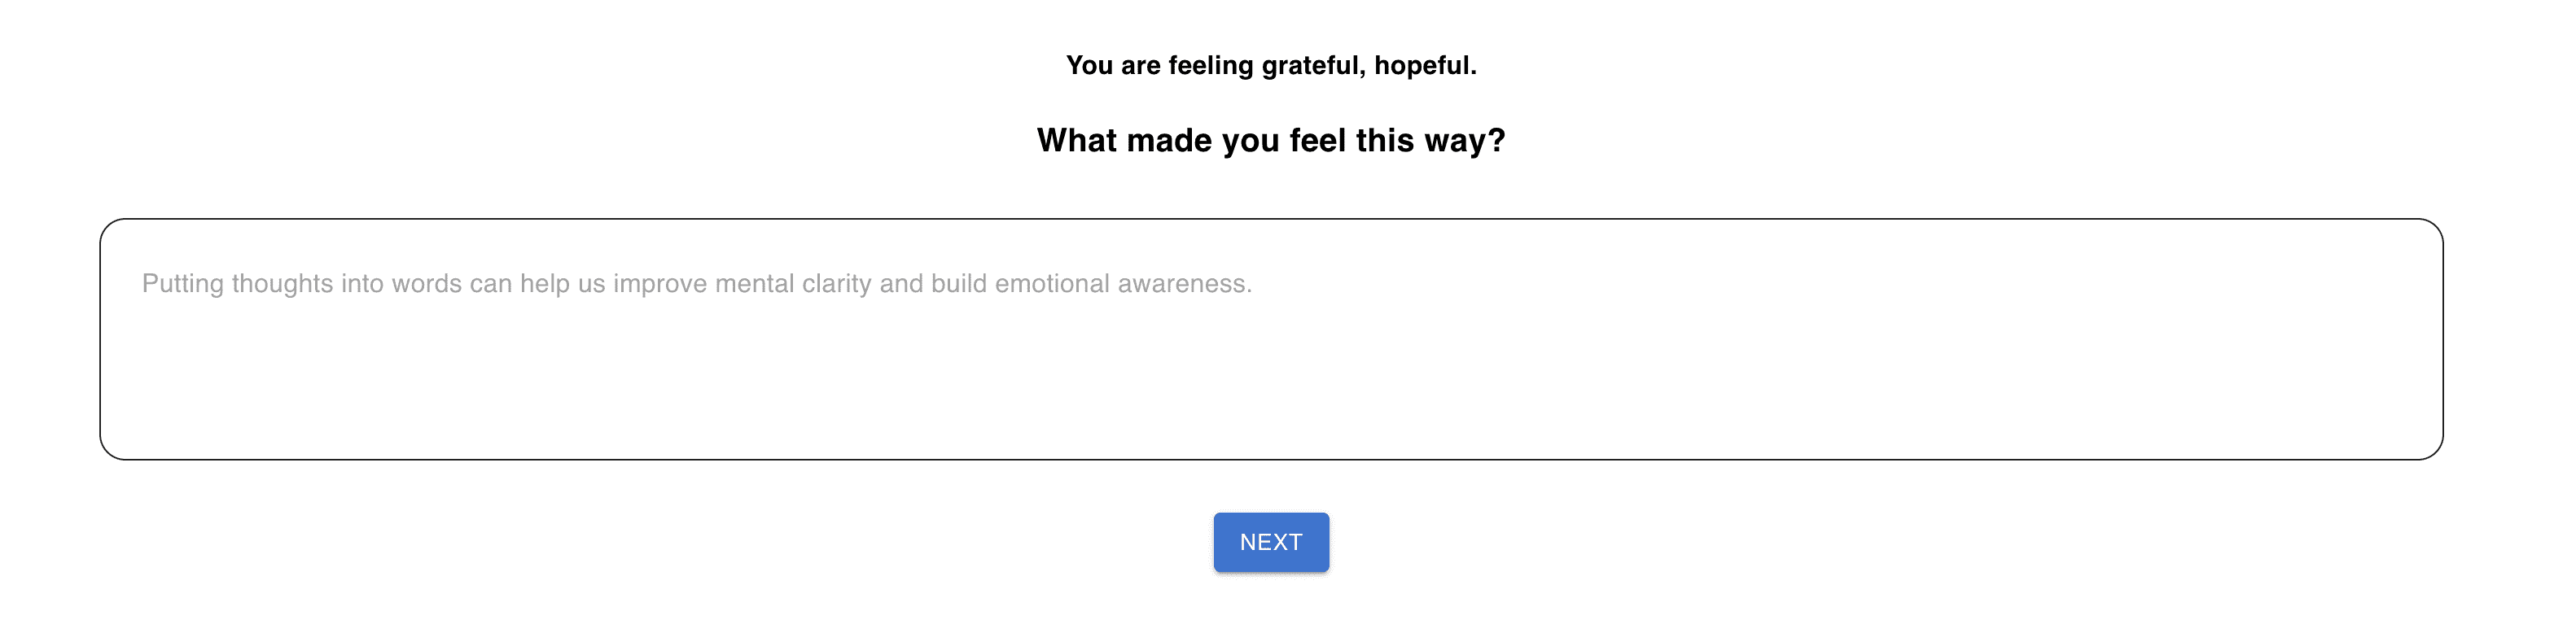 You are feeling grateful, hopeful.
What made you feel this way?
Putting thoughts into words can help us improve mental clarity and build emotional awareness.
NEXT